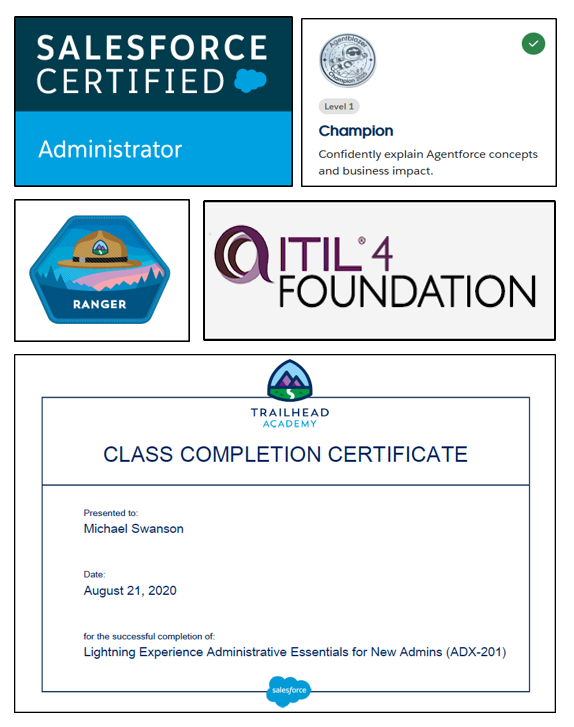 SALESFORCE
CERTIFIED
Administrator
Agentblazer
Champion 2025
Level 1
Champion
Confidently explain Agentforce concepts
and business impact.
RANGER
ITIL® 4
FOUNDATION
TRAILHEAD
ACADEMY
CLASS COMPLETION CERTIFICATE
Presented to:
Michael Swanson
Date:
August 21, 2020
for the successful completion of:
Lightning Experience Administrative Essentials for New Admins (ADX-201)
salesforce